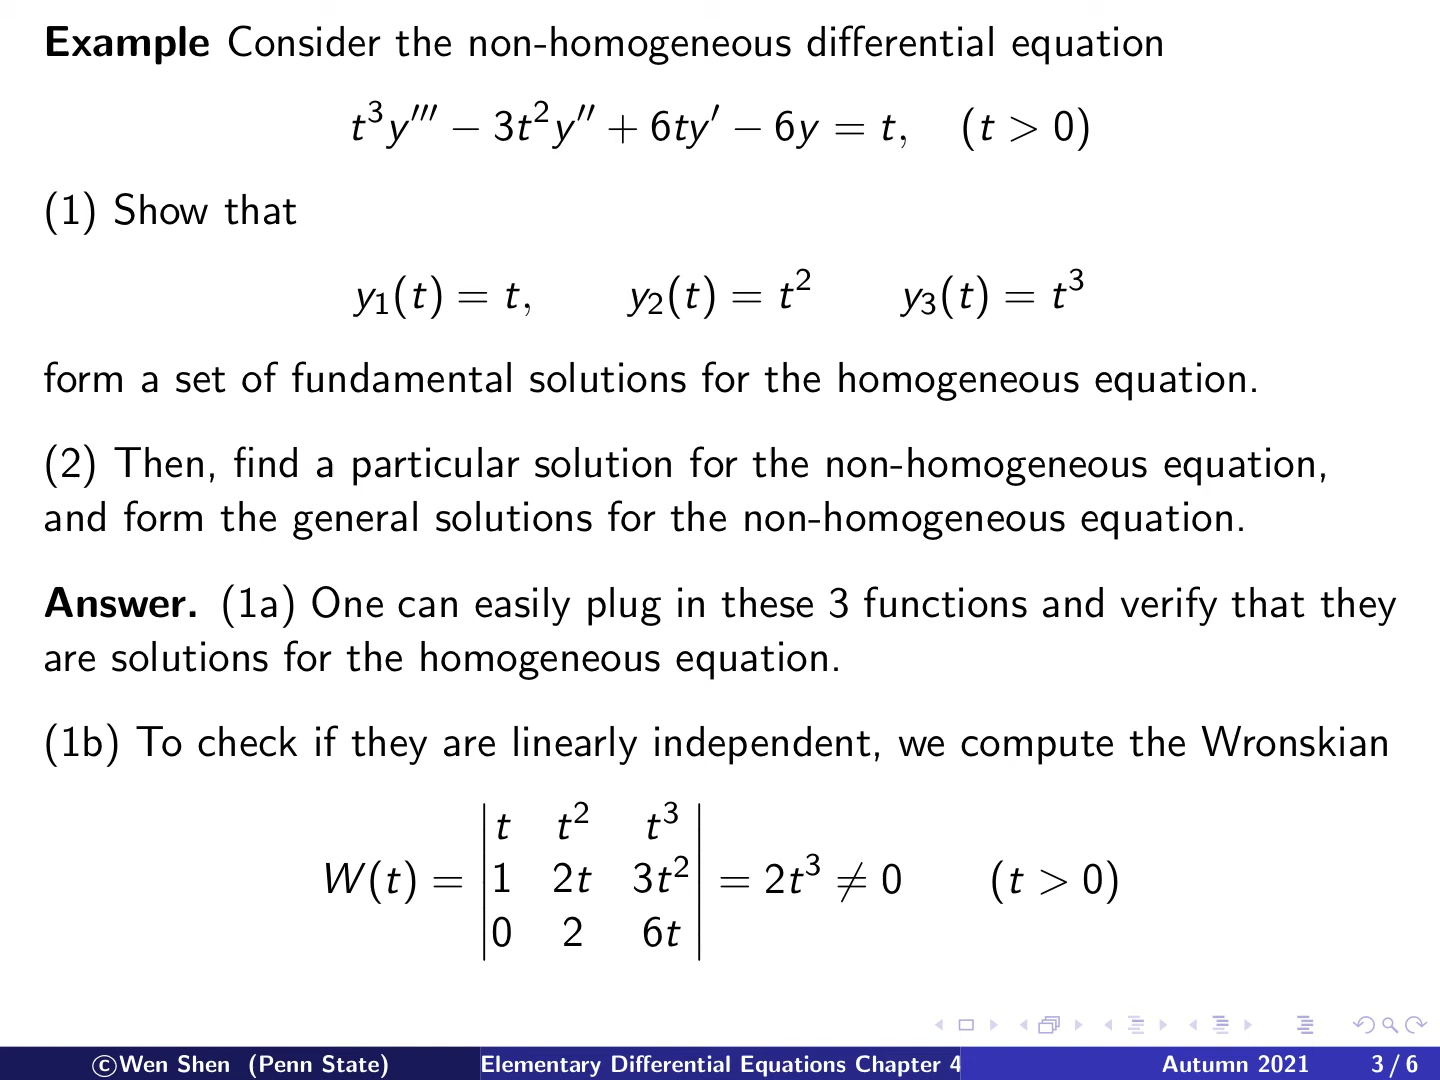 Example Consider the non-homogeneous differential equation
t³y‴ − 3t²y″ + 6ty′ − 6y = t, (t > 0)
(1) Show that
y₁(t) = t, y₂(t) = t² y₃(t) = t³
form a set of fundamental solutions for the homogeneous equation.
(2) Then, find a particular solution for the non-homogeneous equation,
and form the general solutions for the non-homogeneous equation.
Answer. (1a) One can easily plug in these 3 functions and verify that they
are solutions for the homogeneous equation.
(1b) To check if they are linearly independent, we compute the Wronskian
t t² t³
W(t) = |1 2t 3t²| = 2t³ ≠ 0 (t > 0)
0 2 6t
©Wen Shen (Penn State) Elementary Differential Equations Chapter 4 Autumn 2021 3 / 6